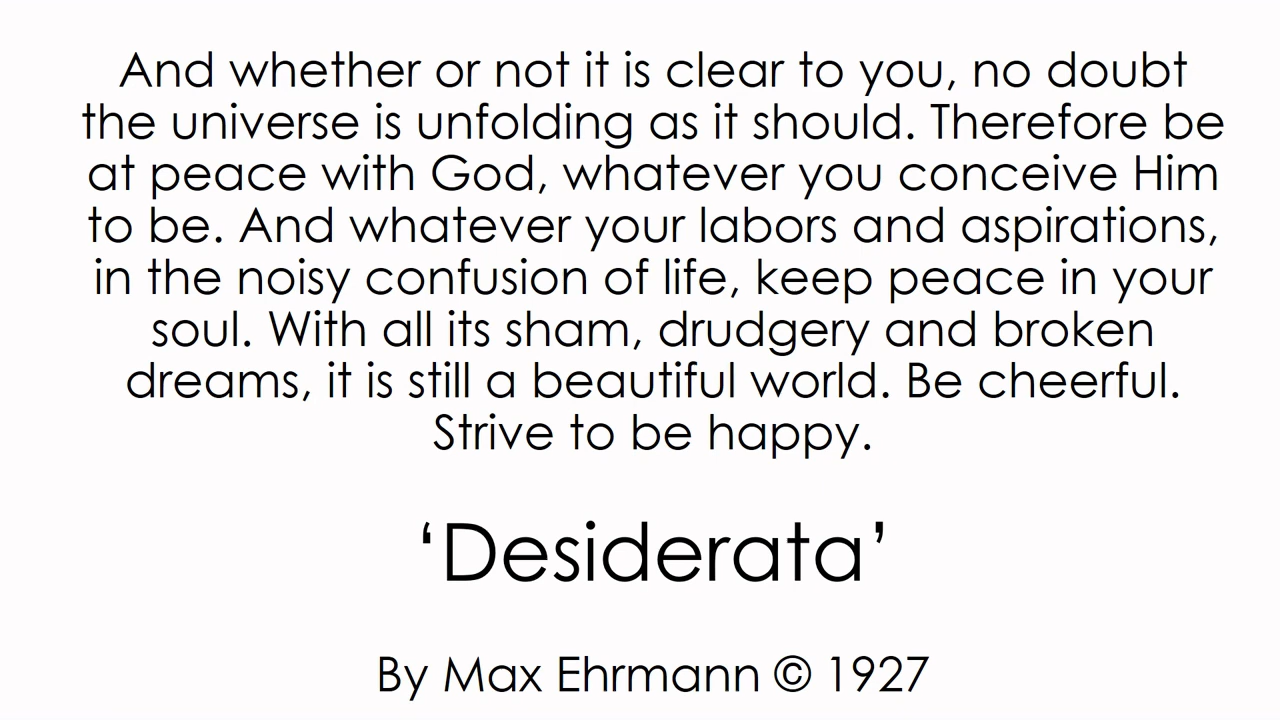 And whether or not it is clear to you, no doubt
the universe is unfolding as it should. Therefore be
at peace with God, whatever you conceive Him
to be. And whatever your labors and aspirations,
in the noisy confusion of life, keep peace in your
soul. With all its sham, drudgery and broken
dreams, it is still a beautiful world. Be cheerful.
Strive to be happy.
‘Desiderata’
By Max Ehrmann © 1927